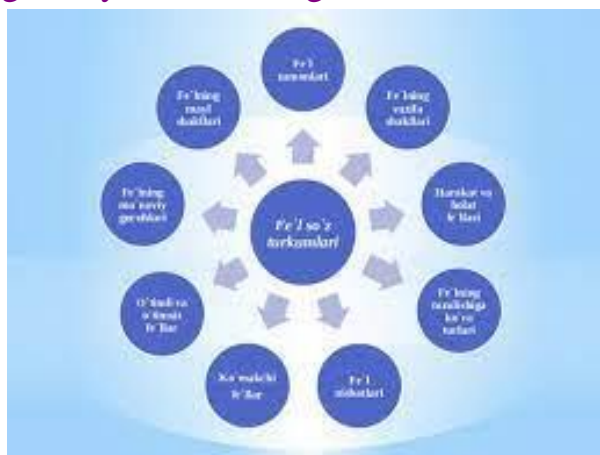 Fe`l
tamonlari
Fe`lning
vazifa
shakllari
Harakat va
holat
fe`llari
Fe`lning
tuzilishiga
ko`ra
turlari
Fe`l
nisbatlari
Ko`makchi
fe`llar
O`timli va
o`timsiz
fe`llar
Fe`lning
ma`naviy
guruhlari
Fe`lning
mayl
shakllari
Fe`l so`z
turkumlari